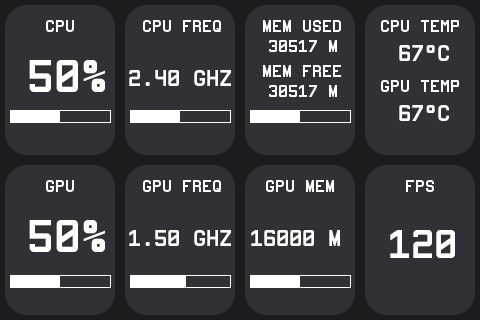 CPU
50%
CPU FREQ
2.40 GHZ
MEM USED
30517 M
MEM FREE
30517 M
CPU TEMP
67°C
GPU TEMP
67°C
GPU
50%
GPU FREQ
1.50 GHZ
GPU MEM
16000 M
FPS
120